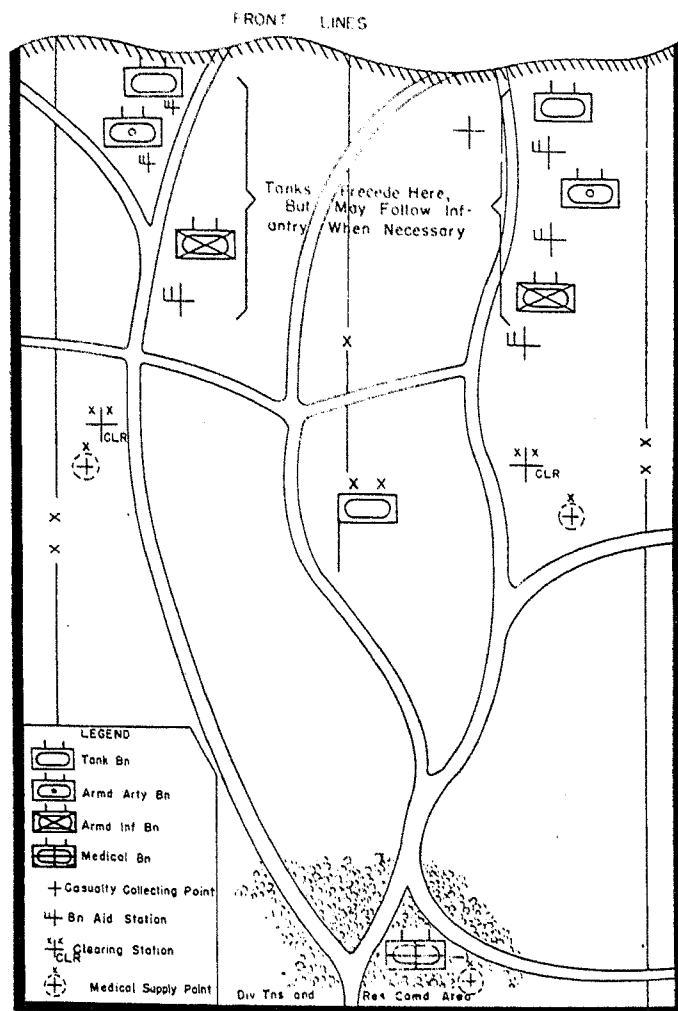 FRONT LINES
Tanks Precede Here,
But May Follow Inf-
antry When Necessary
X
X X
CLR
X
X X
CLR
X
X
X
X X
X
X
LEGEND
Tank Bn
Armd Arty Bn
Armd Inf Bn
Medical Bn
Casualty Collecting Point
Bn Aid Station
X X
CLR
Clearing Station
X
Medical Supply Point
X
Div Tns and Res Comd Area